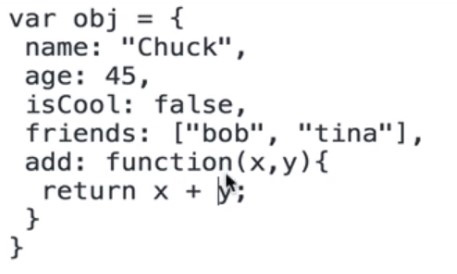 var obj = {
 name: "Chuck",
 age: 45,
 isCool: false,
 friends: ["bob", "tina"],
 add: function(x,y){
  return x + y;
 }
}